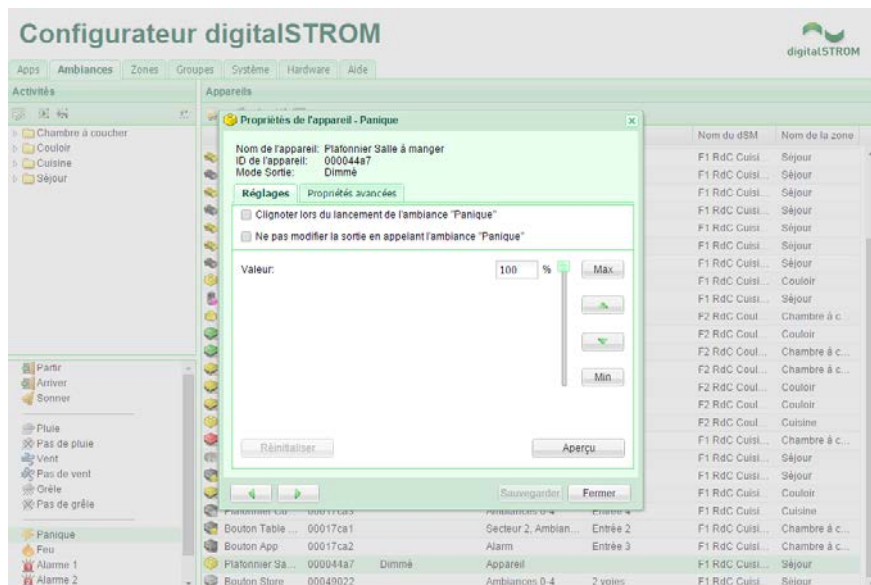 Configurateur digitalSTROM
digitalSTROM
Apps Ambiances Zones Groupes Système Hardware Aide
Activités
Appareils
Chambre à coucher
Couloir
Cuisine
Séjour
Propriétés de l'appareil - Panique
Nom de l'appareil: Plafonnier Salle à manger
ID de l'appareil: 000044a7
Mode Sortie: Dimmé
Réglages Propriétés avancées
Clignoter lors du lancement de l'ambiance "Panique"
Ne pas modifier la sortie en appelant l'ambiance "Panique"
Valeur: 100 % Max
Min
Réinitialiser Aperçu
Sauvegarder Fermer
Nom du dSM Nom de la zone
F1 RdC Cuisi... Séjour
F1 RdC Cuisi... Séjour
F1 RdC Cuisi... Séjour
F1 RdC Cuisi... Séjour
F1 RdC Cuisi... Séjour
F1 RdC Cuisi... Séjour
F1 RdC Cuisi... Séjour
F1 RdC Cuisi... Couloir
F1 RdC Cuisi... Séjour
F2 RdC Coul... Chambre à c...
F2 RdC Coul... Couloir
F2 RdC Coul... Chambre à c...
F2 RdC Coul... Chambre à c...
F2 RdC Coul... Couloir
F2 RdC Coul... Couloir
F2 RdC Coul... Cuisine
F1 RdC Cuisi... Chambre à c...
F1 RdC Cuisi... Séjour
F1 RdC Cuisi... Séjour
F1 RdC Cuisi... Couloir
F1 RdC Cuisi... Cuisine
Partir
Arriver
Sonner
Pluie
Pas de pluie
Vent
Pas de vent
Grêle
Pas de grêle
Panique
Feu
Alarme 1
Alarme 2
Bouton Table ... 00017ca1 Secteur 2, Ambian... Entrée 2 F1 RdC Cuisi... Chambre à c...
Bouton App 00017ca2 Alarm Entrée 3 F1 RdC Cuisi... Chambre à c...
Plafonnier Sa... 000044a7 Dimmé Appareil F1 RdC Cuisi... Séjour
Bouton Store 00049022 Ambiances 0-4 2 voies F1 RdC Cuisi... Séjour